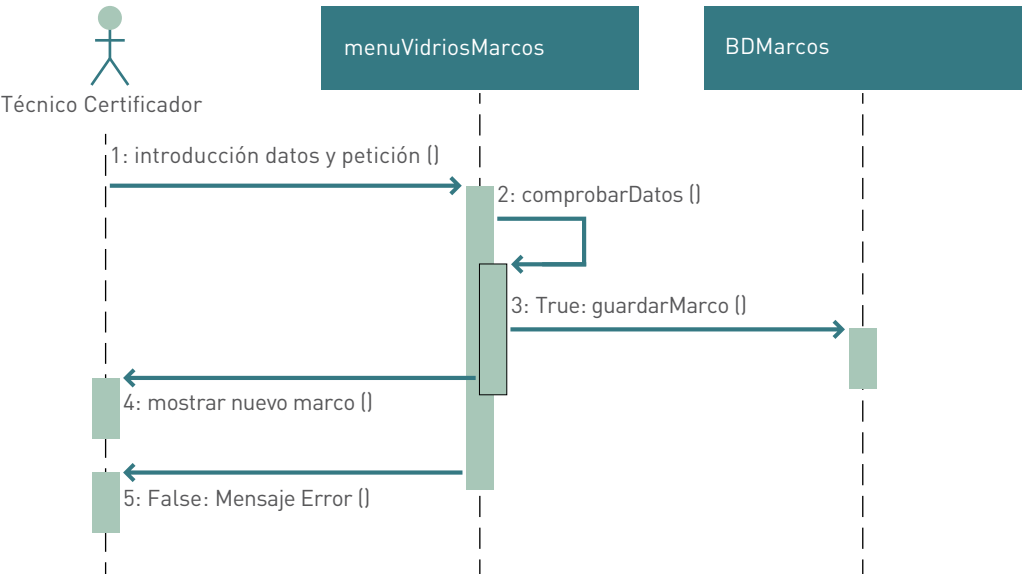 menuVidriosMarcos
BDMarcos
Técnico Certificador
1: introducción datos y petición ()
2: comprobarDatos ()
3: True: guardarMarco ()
4: mostrar nuevo marco ()
5: False: Mensaje Error ()